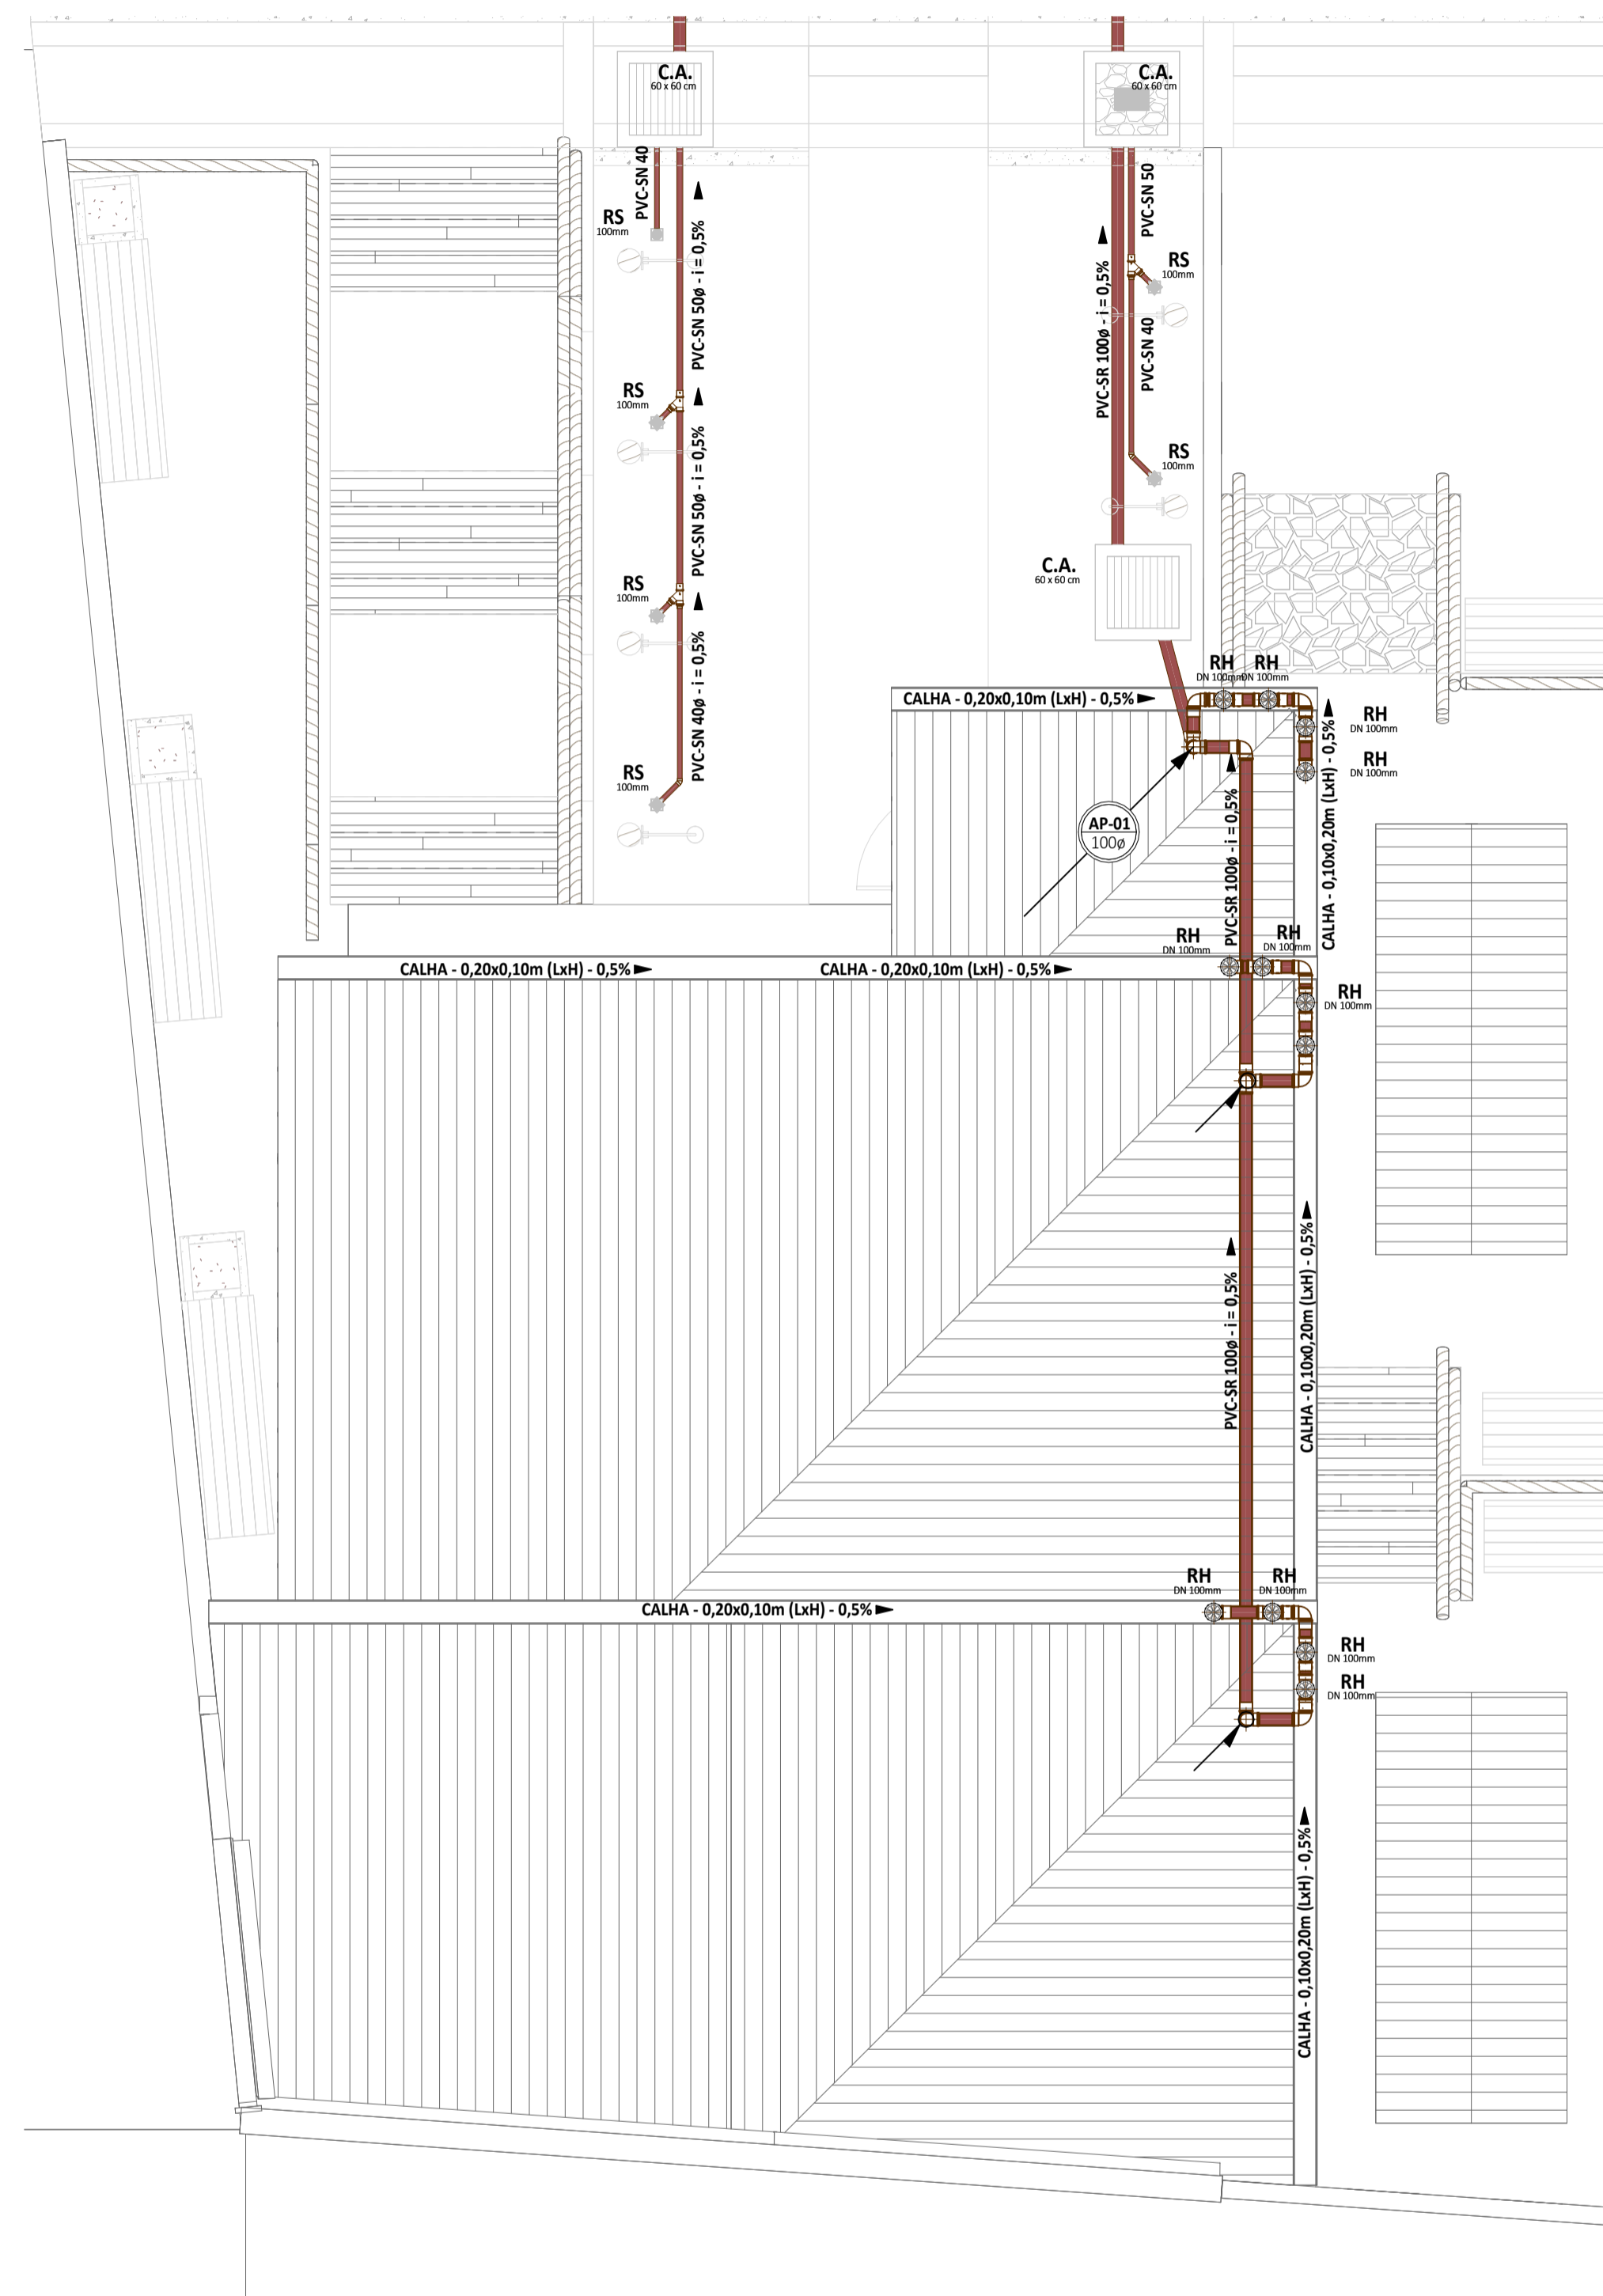 C.A.
60 x 60 cm
C.A.
60 x 60 cm
PVC-SN 40
RS
100mm
PVC-SN 50ø - i = 0,5%
PVC-SN 50
RS
100mm
PVC-SR 100ø - i = 0,5%
PVC-SN 40
RS
100mm
RS
100mm
PVC-SN 50ø - i = 0,5%
RS
100mm
C.A.
60 x 60 cm
PVC-SN 40ø - i = 0,5%
RS
100mm
RH
DN 100mm
RH
DN 100mm
CALHA - 0,20x0,10m (LxH) - 0,5%
RH
DN 100mm
RH
DN 100mm
CALHA - 0,10x0,20m (LxH) - 0,5%
AP-01
100ø
PVC-SR 100ø - i = 0,5%
RH
DN 100mm
RH
DN 100mm
CALHA - 0,20x0,10m (LxH) - 0,5%
CALHA - 0,20x0,10m (LxH) - 0,5%
RH
DN 100mm
PVC-SR 100ø - i = 0,5%
CALHA - 0,10x0,20m (LxH) - 0,5%
RH
DN 100mm
RH
DN 100mm
CALHA - 0,20x0,10m (LxH) - 0,5%
RH
DN 100mm
RH
DN 100mm
CALHA - 0,10x0,20m (LxH) - 0,5%